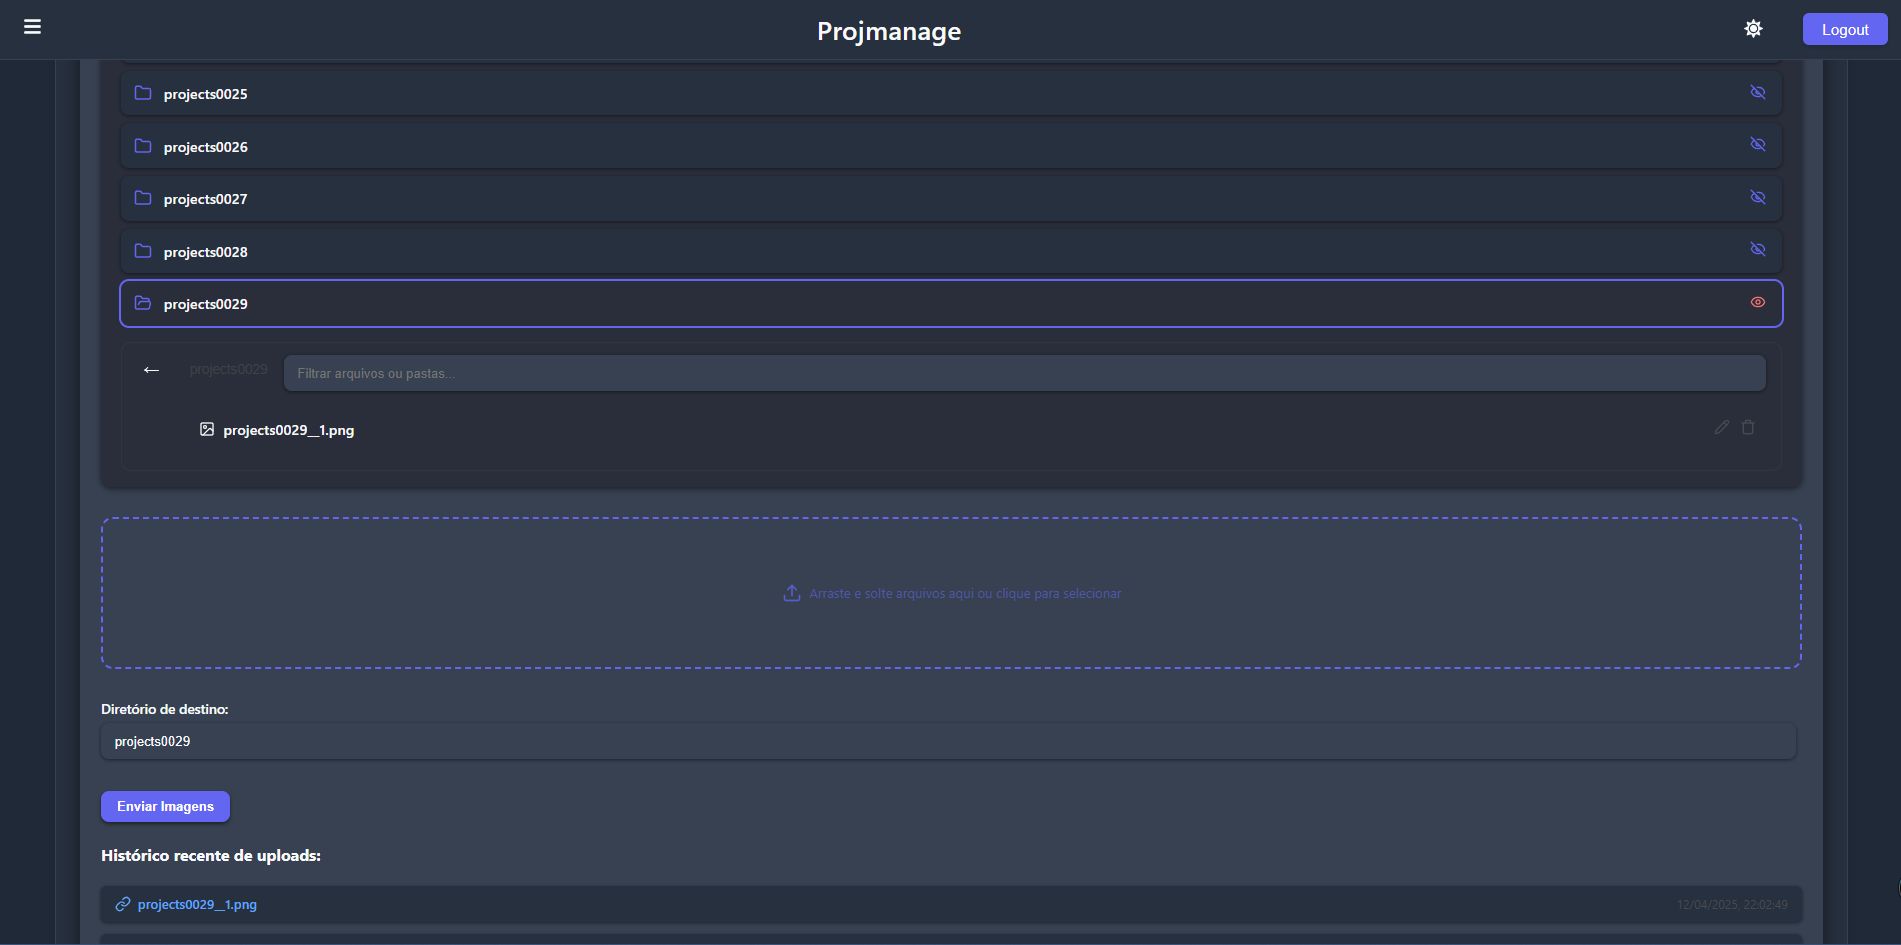 Projmanage
Logout
projects0025
projects0026
projects0027
projects0028
projects0029
projects0029
Filtrar arquivos ou pastas...
projects0029__1.png
Arraste e solte arquivos aqui ou clique para selecionar
Diretório de destino:
projects0029
Enviar Imagens
Histórico recente de uploads:
projects0029__1.png
12/04/2025, 22:02:49